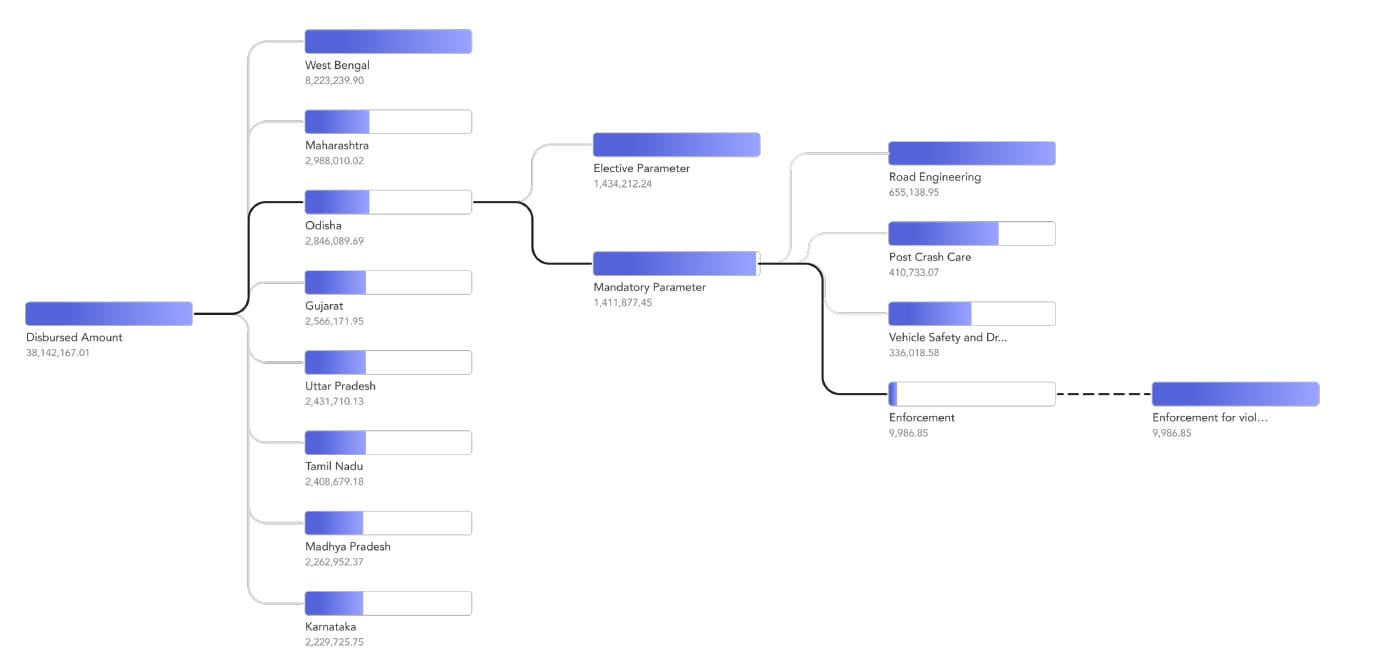 Disbursed Amount
38,142,167.01
West Bengal
8,223,239.90
Maharashtra
2,988,010.02
Odisha
2,846,089.69
Gujarat
2,566,171.95
Uttar Pradesh
2,431,710.13
Tamil Nadu
2,408,679.18
Madhya Pradesh
2,262,952.37
Karnataka
2,229,725.75
Elective Parameter
1,434,212.24
Mandatory Parameter
1,411,877.45
Road Engineering
655,138.95
Post Crash Care
410,733.07
Vehicle Safety and Dr...
336,018.58
Enforcement
9,986.85
Enforcement for viol...
9,986.85